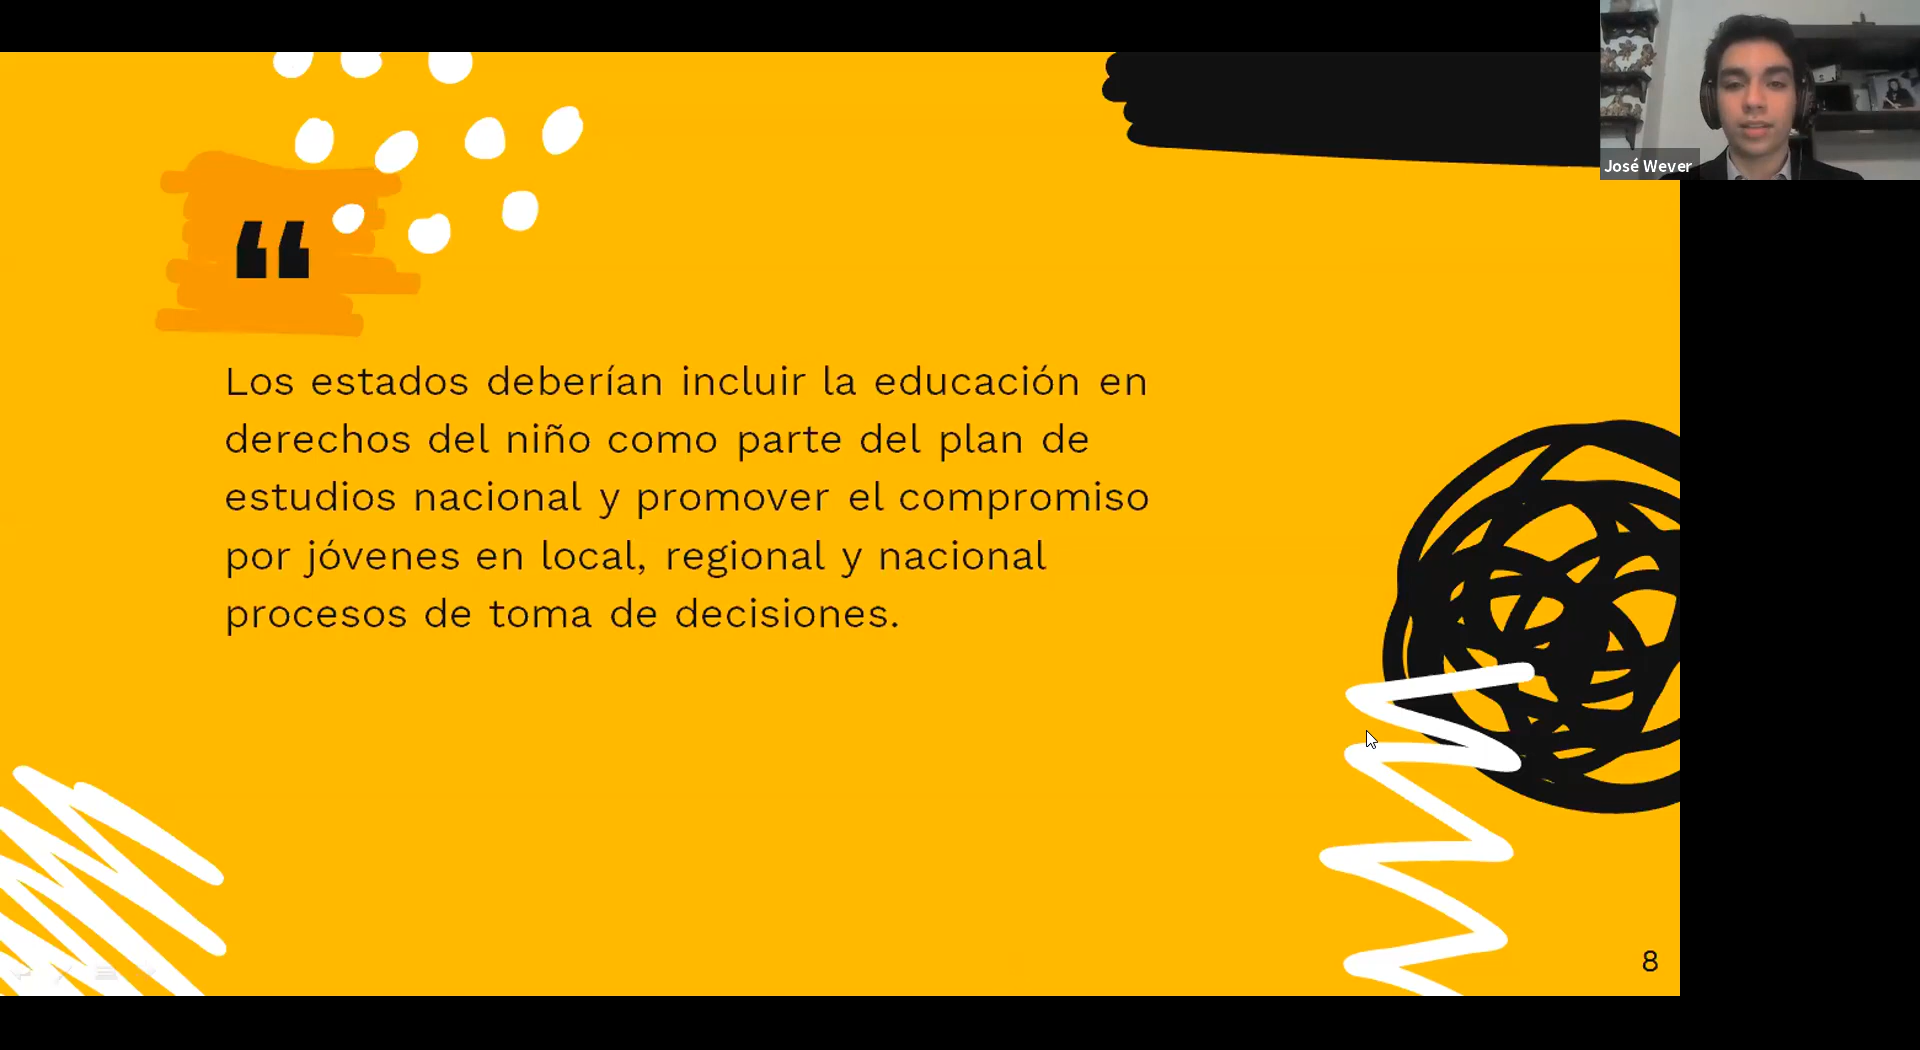 José Wever
“
Los estados deberían incluir la educación en
derechos del niño como parte del plan de
estudios nacional y promover el compromiso
por jóvenes en local, regional y nacional
procesos de toma de decisiones.
8